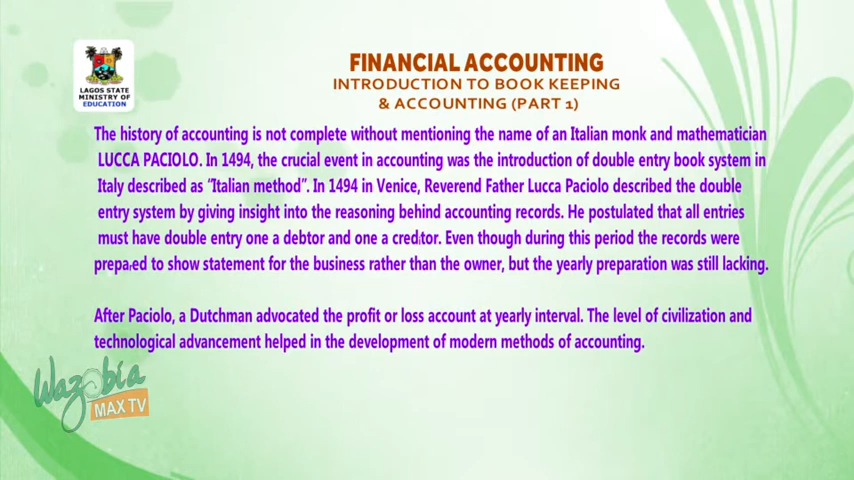 LAGOS STATE
MINISTRY OF
EDUCATION
FINANCIAL ACCOUNTING
INTRODUCTION TO BOOK KEEPING
& ACCOUNTING (PART 1)
The history of accounting is not complete without mentioning the name of an Italian monk and mathematician
LUCCA PACIOLO. In 1494, the crucial event in accounting was the introduction of double entry book system in
Italy described as “Italian method”. In 1494 in Venice, Reverend Father Lucca Paciolo described the double
entry system by giving insight into the reasoning behind accounting records. He postulated that all entries
must have double entry one a debtor and one a creditor. Even though during this period the records were
prepared to show statement for the business rather than the owner, but the yearly preparation was still lacking.
After Paciolo, a Dutchman advocated the profit or loss account at yearly interval. The level of civilization and
technological advancement helped in the development of modern methods of accounting.
Wazobia
MAX TV